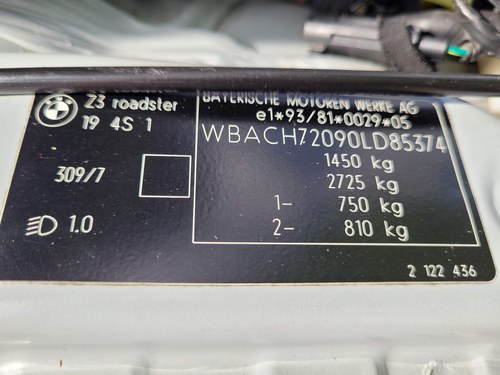 Z3 roadster
19 4S 1
309/7
1.0
BAYERISCHE MOTOREN WERKE AG
e1*93/81*0029*05
WBACH72090LD85374
1450 kg
2725 kg
1- 750 kg
2- 810 kg
2 122 436